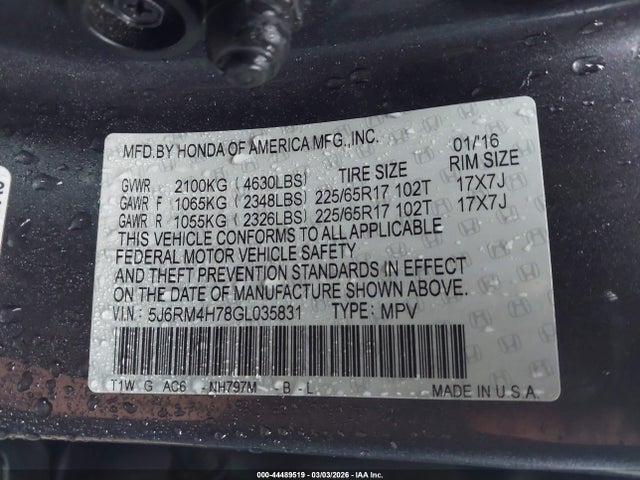 MFD.BY HONDA OF AMERICA MFG.,INC. 01/'16
GVWR 2100KG (4630LBS) TIRE SIZE RIM SIZE
GAWR F 1065KG (2348LBS) 225/65R17 102T 17X7J
GAWR R 1055KG (2326LBS) 225/65R17 102T 17X7J
THIS VEHICLE CONFORMS TO ALL APPLICABLE
FEDERAL MOTOR VEHICLE SAFETY
AND THEFT PREVENTION STANDARDS IN EFFECT
ON THE DATE OF MANUFACTURE SHOWN ABOVE.
V.I.N.: 5J6RM4H78GL035831 TYPE: MPV
T1W G AC6 -NH797M B - L MADE IN U.S.A.
000-44489519 | 03/03/2026 - IAA Inc.